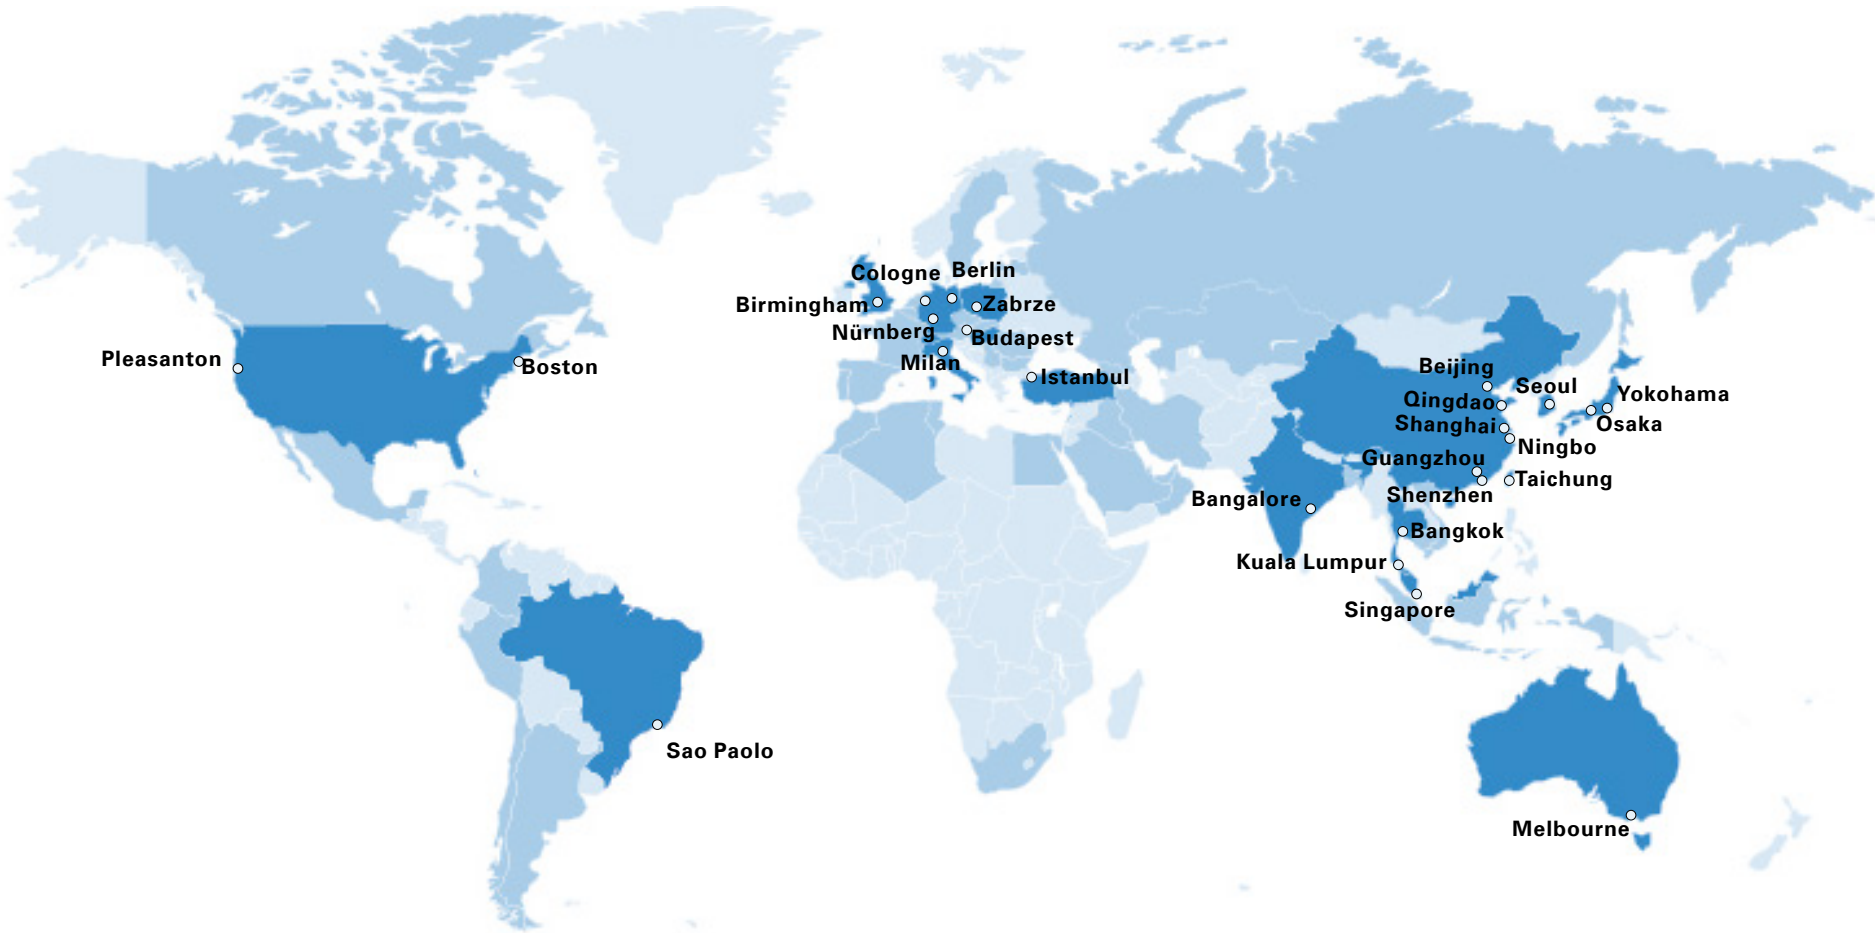 Cologne
Berlin
Birmingham
Zabrze
Nürnberg
Budapest
Milan
Istanbul
Pleasanton
Boston
Beijing
Seoul
Yokohama
Qingdao
Osaka
Shanghai
Ningbo
Guangzhou
Taichung
Shenzhen
Bangalore
Bangkok
Kuala Lumpur
Singapore
Sao Paolo
Melbourne